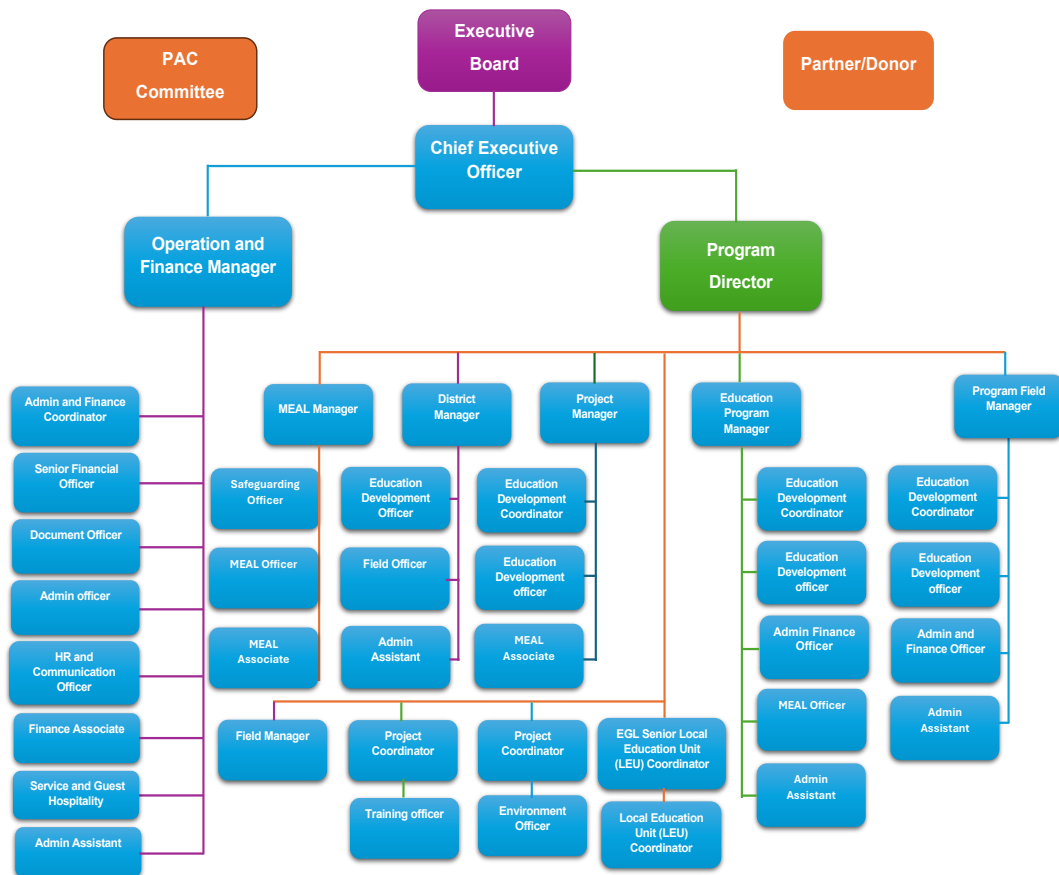 Executive
Board
PAC
Committee
Partner/Donor
Chief Executive
Officer
Operation and
Finance Manager
Program
Director
Admin and Finance
Coordinator
Senior Financial
Officer
Document Officer
Admin officer
HR and
Communication
Officer
Finance Associate
Service and Guest
Hospitality
Admin Assistant
MEAL Manager
Safeguarding
Officer
MEAL Officer
MEAL
Associate
District
Manager
Education
Development
Officer
Field Officer
Admin
Assistant
Project
Manager
Education
Development
Coordinator
Education
Development
officer
MEAL
Associate
Education
Program
Manager
Education
Development
Coordinator
Education
Development
officer
Admin Finance
Officer
MEAL Officer
Admin
Assistant
Program Field
Manager
Education
Development
Coordinator
Education
Development
officer
Admin and
Finance Officer
Admin
Assistant
Field Manager
Project
Coordinator
Training officer
Project
Coordinator
Environment
Officer
EGL Senior Local
Education Unit
(LEU) Coordinator
Local Education
Unit (LEU)
Coordinator